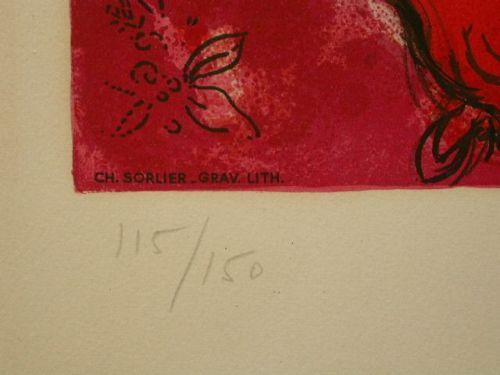 CH. SORLIER _ GRAV. LITH.
115/150